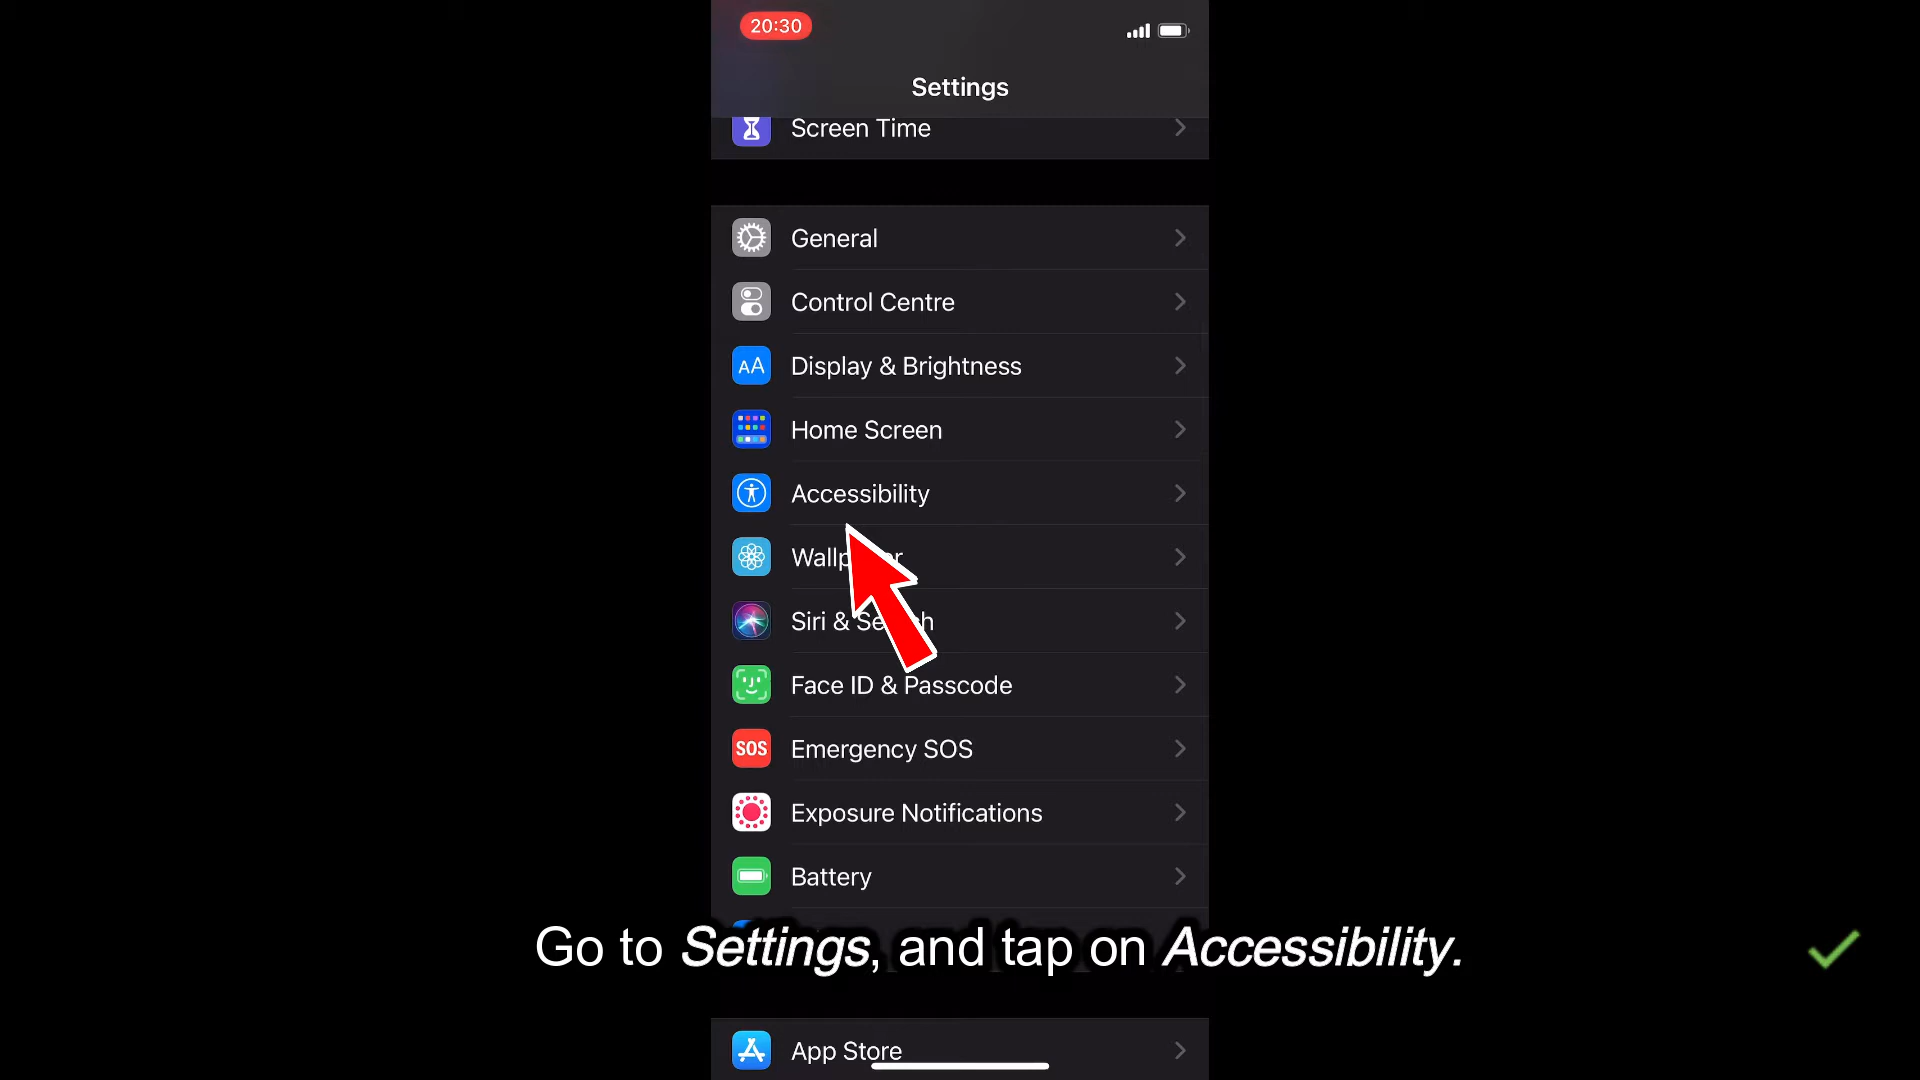 20:30
Settings
Screen Time
General
Control Centre
AA Display & Brightness
Home Screen
Accessibility
Siri &
Face ID & Passcode
SOS Emergency SOS
Exposure Notifications
Battery
Go to Settings, and tap on Accessibility.
App Store